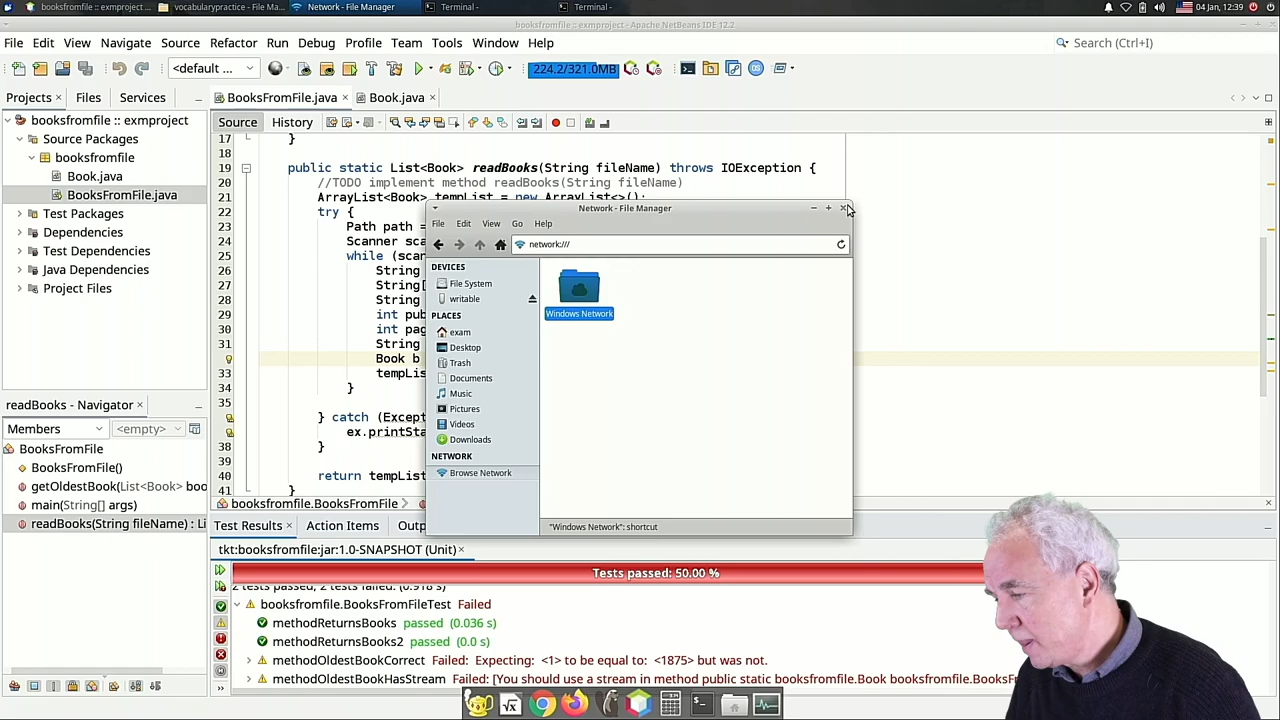 booksfromfile :: exmproject ...
vocabularypractice - File Ma...
Network - File Manager
Terminal -
Terminal -
04 Jan, 12:39
booksfromfile :: exmproject - Apache NetBeans IDE 12.2
File Edit View Navigate Source Refactor Run Debug Profile Team Tools Window Help
Search (Ctrl+I)
<default ...
224.2/321.0MB
Projects × Files Services
BooksFromFile.java × Book.java ×
booksfromfile :: exmproject
Source Packages
booksfromfile
Book.java
BooksFromFile.java
Test Packages
Dependencies
Test Dependencies
Java Dependencies
Project Files
Source History
17 }
18
19 public static List<Book> readBooks(String fileName) throws IOException {
20 //TODO implement method readBooks(String fileName)
21 ArrayList<Book> tempList = new ArrayList<>();
22 try {
23 Path path =
24 Scanner sca
25 while (scan
26 String
27 String[
28 String
29 int pub
30 int pag
31 String
Book b
33 tempLis
34 }
35
} catch (Except
ex.printSta
38 }
39
40 return tempList
41 }
Network - File Manager
File Edit View Go Help
network:///
DEVICES
File System
writable
PLACES
exam
Desktop
Trash
Documents
Music
Pictures
Videos
Downloads
NETWORK
Browse Network
Windows Network
"Windows Network": shortcut
readBooks - Navigator ×
Members
<empty>
BooksFromFile
BooksFromFile()
getOldestBook(List<Book> boo
main(String[] args)
readBooks(String fileName) : Li
booksfromfile.BooksFromFile
Test Results × Action Items Outp
tkt:booksfromfile:jar:1.0-SNAPSHOT (Unit) ×
Tests passed: 50.00 %
2 tests passed, 2 tests failed. (0.918 s)
booksfromfile.BooksFromFileTest Failed
methodReturnsBooks passed (0.036 s)
methodReturnsBooks2 passed (0.0 s)
methodOldestBookCorrect Failed: Expecting: <1> to be equal to: <1875> but was not.
methodOldestBookHasStream Failed: [You should use a stream in method public static booksfromfile.Book booksfromfile.BooksFr